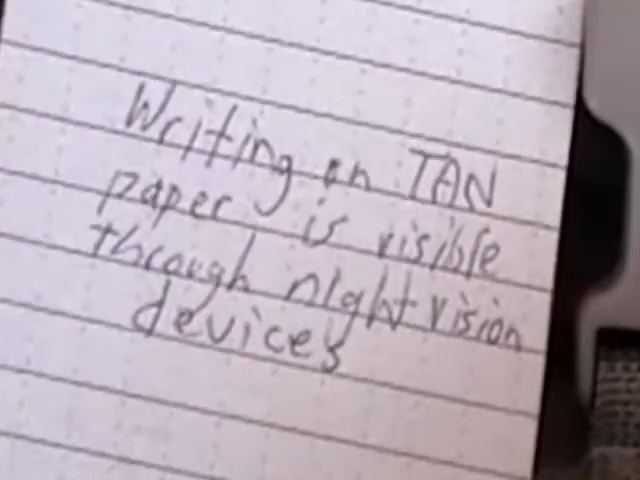 Writing on TAN
paper is visible
through night vision
devices